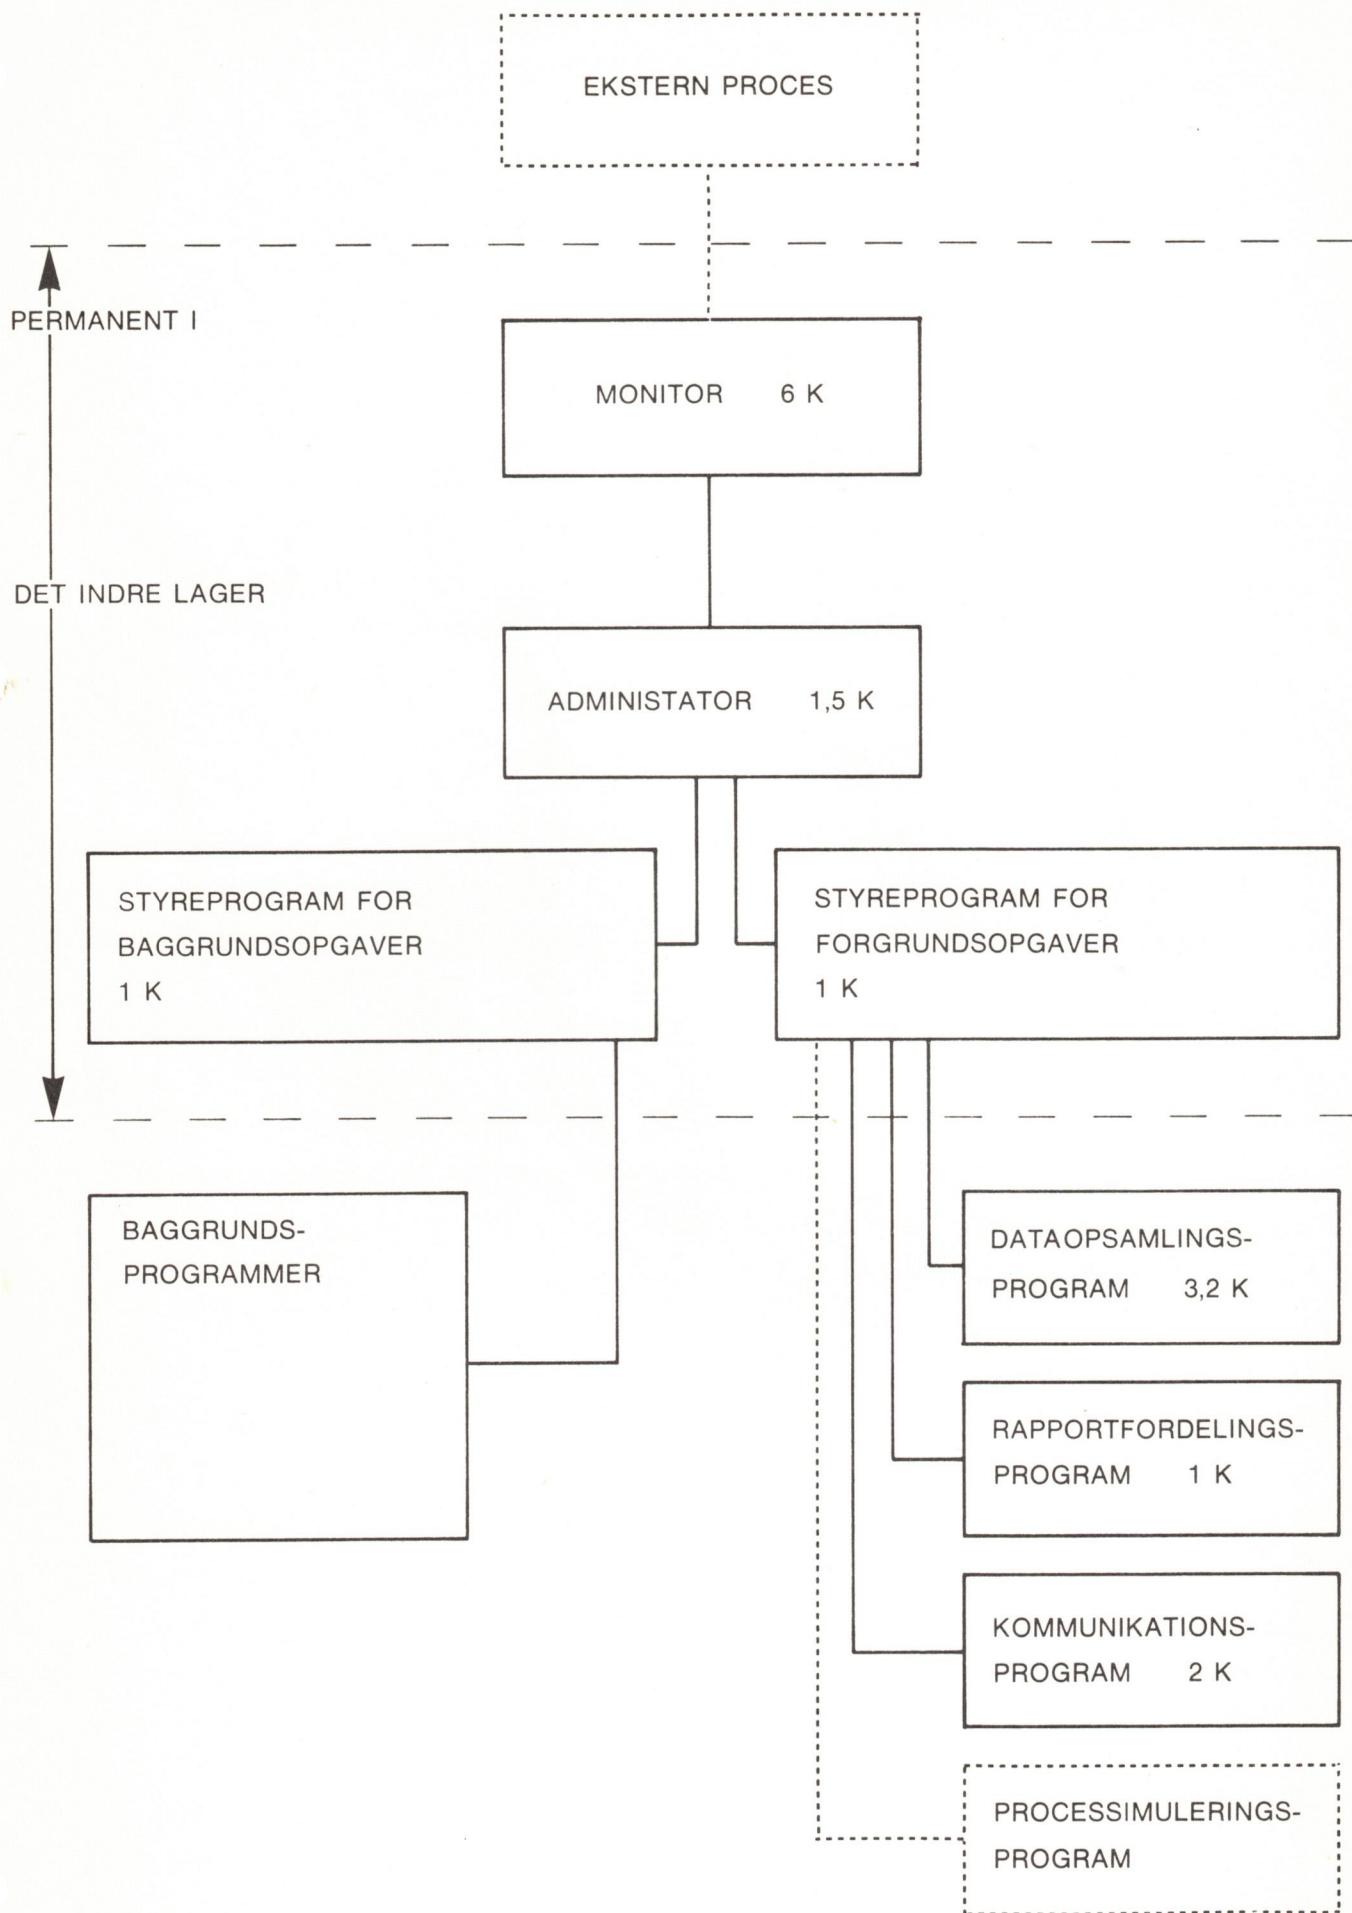 EKSTERN PROCES
PERMANENT I
MONITOR 6 K
DET INDRE LAGER
ADMINISTATOR 1,5 K
STYREPROGRAM FOR
BAGGRUNDSOPGAVER
1 K
STYREPROGRAM FOR
FORGRUNDSOPGAVER
1 K
BAGGRUNDS-
PROGRAMMER
DATAOPSAMLINGS-
PROGRAM 3,2 K
RAPPORTFORDELINGS-
PROGRAM 1 K
KOMMUNIKATIONS-
PROGRAM 2 K
PROCESSIMULERINGS-
PROGRAM